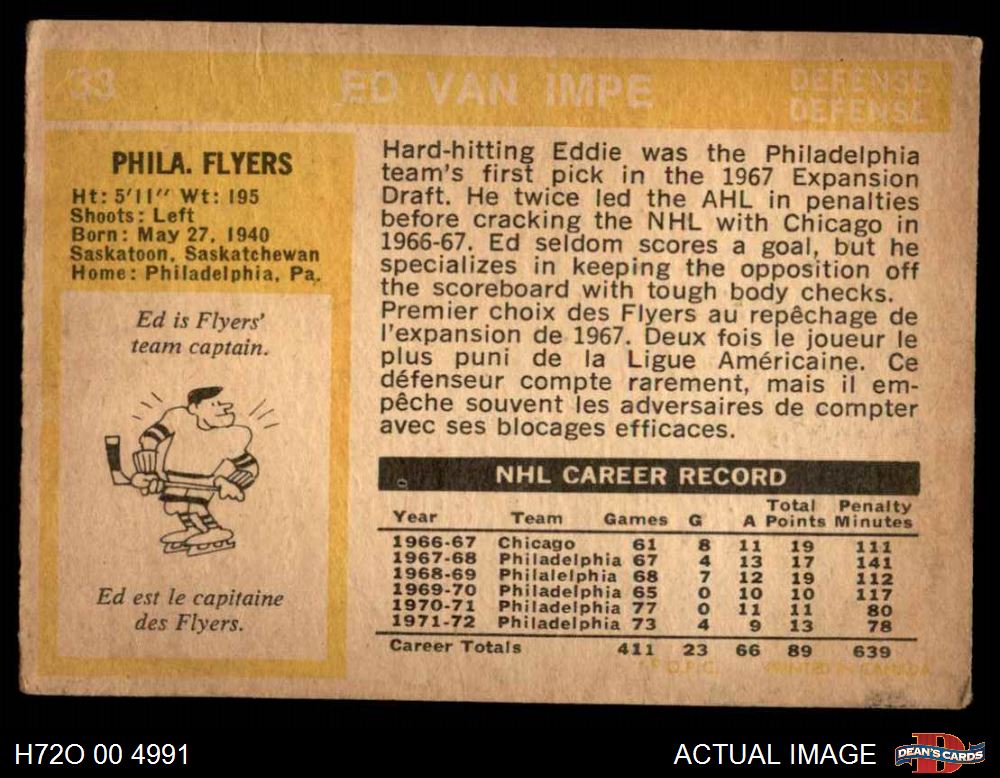 33 ED VAN IMPE DEFENSE
DEFENSE
PHILA. FLYERS
Ht: 5'11" Wt: 195
Shoots: Left
Born: May 27, 1940
Saskatoon, Saskatchewan
Home: Philadelphia, Pa.
Ed is Flyers'
team captain.
Ed est le capitaine
des Flyers.
Hard-hitting Eddie was the Philadelphia
team's first pick in the 1967 Expansion
Draft. He twice led the AHL in penalties
before cracking the NHL with Chicago in
1966-67. Ed seldom scores a goal, but he
specializes in keeping the opposition off
the scoreboard with tough body checks.
Premier choix des Flyers au repêchage de
l'expansion de 1967. Deux fois le joueur le
plus puni de la Ligue Américaine. Ce
défenseur compte rarement, mais il em-
pêche souvent les adversaires de compter
avec ses blocages efficaces.
NHL CAREER RECORD
Total Penalty
Year Team Games G A Points Minutes
1966-67 Chicago 61 8 11 19 111
1967-68 Philadelphia 67 4 13 17 141
1968-69 Philalelphia 68 7 12 19 112
1969-70 Philadelphia 65 0 10 10 117
1970-71 Philadelphia 77 0 11 11 80
1971-72 Philadelphia 73 4 9 13 78
Career Totals 411 23 66 89 639
O.P.C. PRINTED IN CANADA
H72O 00 4991 ACTUAL IMAGE DEAN'S CARDS